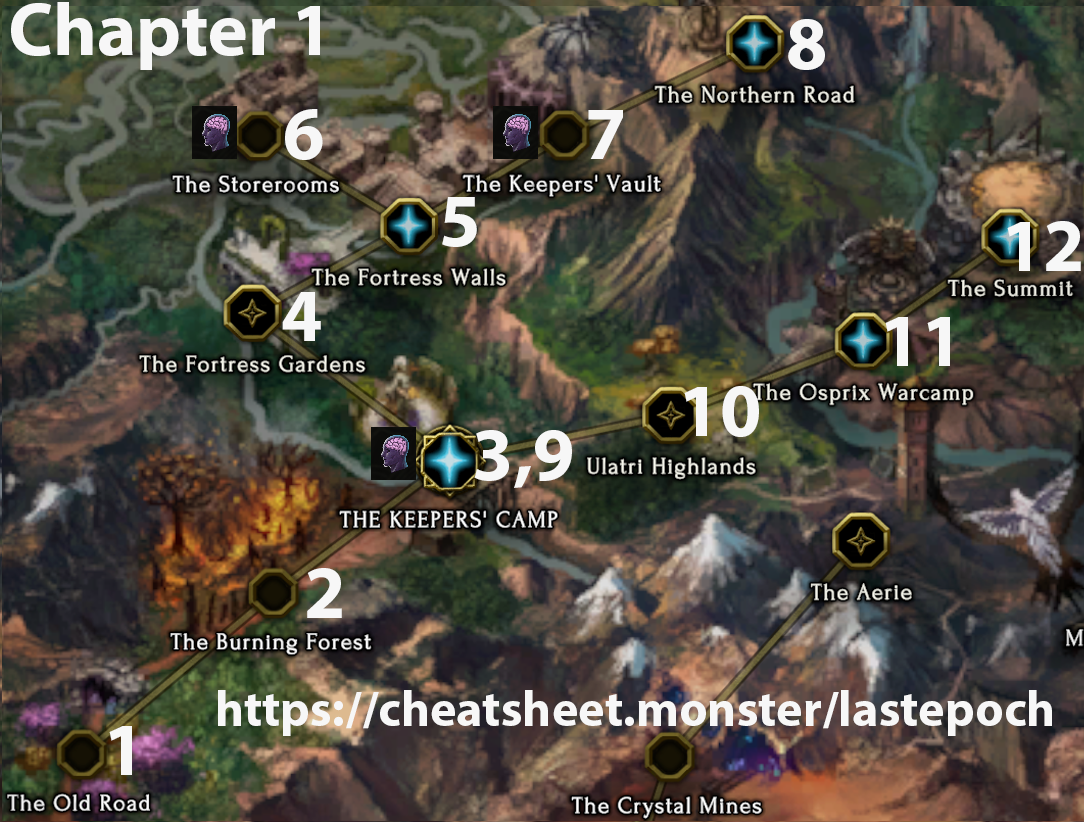 Chapter 1
8
The Northern Road
6
7
The Storerooms
The Keepers' Vault
5
12
The Fortress Walls
The Summit
4
11
The Fortress Gardens
The Osprix Warcamp
10
3,9
Ulatri Highlands
THE KEEPERS' CAMP
2
The Aerie
The Burning Forest
M
https://cheatsheet.monster/lastepoch
1
The Old Road
The Crystal Mines